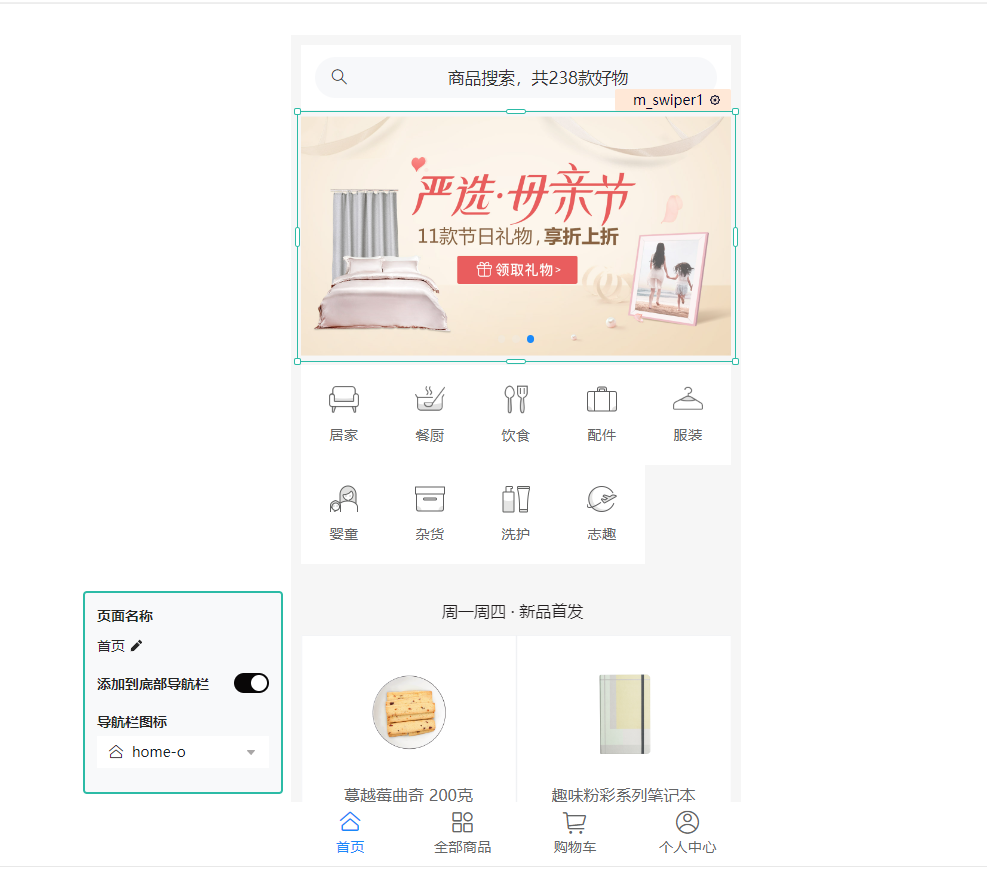 商品搜索，共238款好物
m_swiper1
严选·母亲节
11款节日礼物，享折上折
领取礼物>
居家
餐厨
饮食
配件
服装
婴童
杂货
洗护
志趣
周一周四 · 新品首发
蔓越莓曲奇 200克
趣味粉彩系列笔记本
首页
全部商品
购物车
个人中心
页面名称
首页
添加到底部导航栏
导航栏图标
home-o